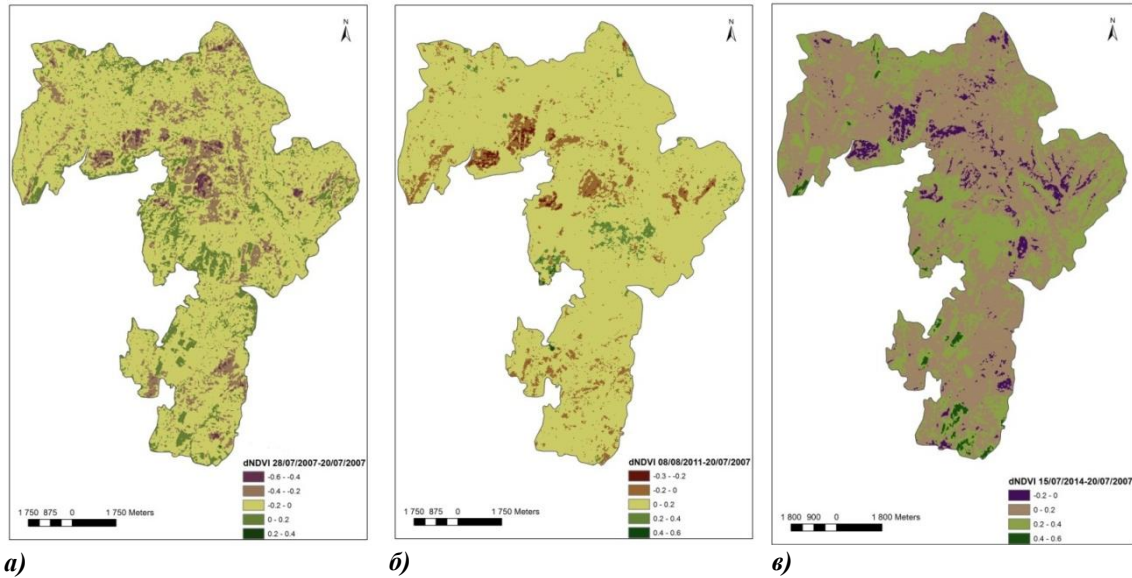 N
dNDVI 28/07/2007-20/07/2007
-0.6 - -0.4
-0.4 - -0.2
-0.2 - 0
0 - 0.2
0.2 - 0.4
1 750 875 0 1 750 Meters
а)
N
dNDVI 08/08/2011-20/07/2007
-0.3 - -0.2
-0.2 - 0
0 - 0.2
0.2 - 0.4
0.4 - 0.6
1 750 875 0 1 750 Meters
б)
N
dNDVI 15/07/2014-20/07/2007
-0.2 - 0
0 - 0.2
0.2 - 0.4
0.4 - 0.6
1 800 900 0 1 800 Meters
в)